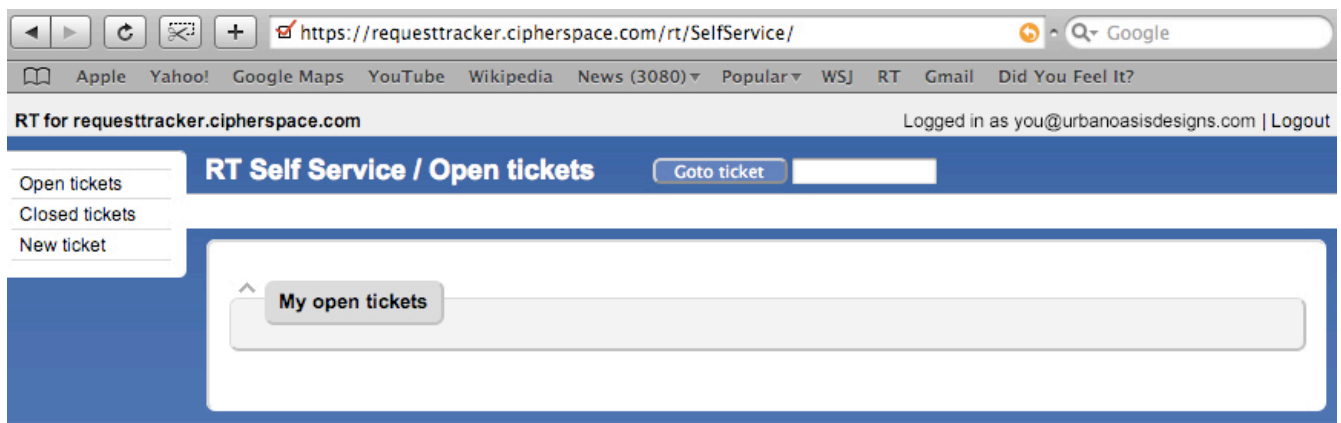 https://requesttracker.cipherspace.com/rt/SelfService/ Google
Apple Yahoo! Google Maps YouTube Wikipedia News (3080) Popular WSJ RT Gmail Did You Feel It?
RT for requesttracker.cipherspace.com Logged in as you@urbanoasisdesigns.com | Logout
RT Self Service / Open tickets Goto ticket
Open tickets
Closed tickets
New ticket
My open tickets